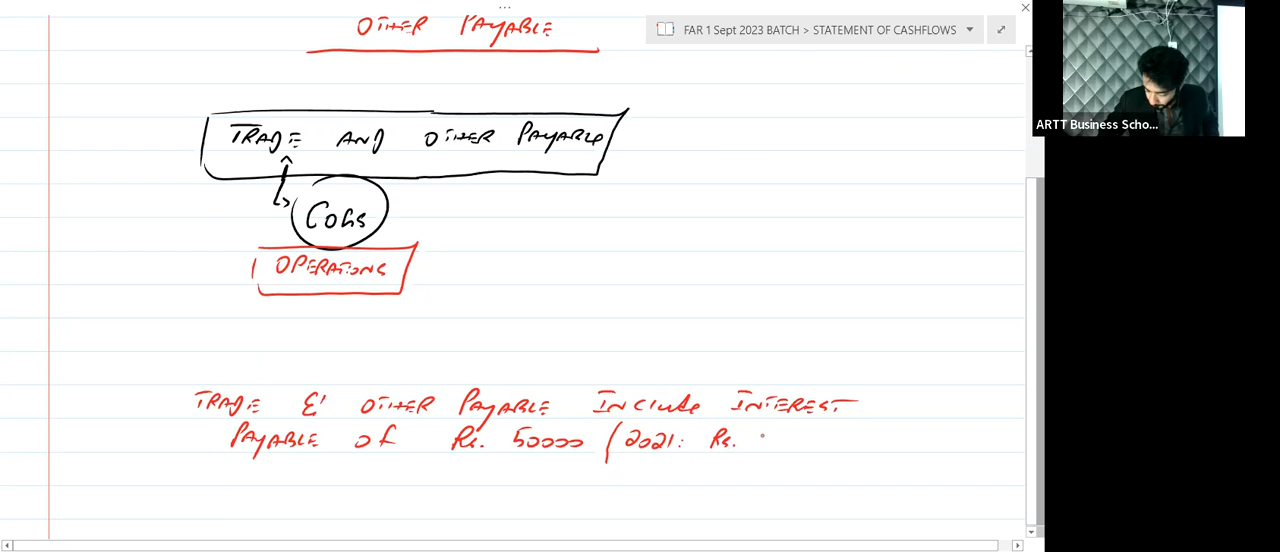 OTHER PAYABLE
FAR 1 Sept 2023 BATCH > STATEMENT OF CASHFLOWS
TRADE AND OTHER PAYABLE
COGS
OPERATIONS
TRADE & OTHER PAYABLE INCLUDE INTEREST
PAYABLE OF Rs. 50000 (2021: Rs.
ARTT Business Scho...